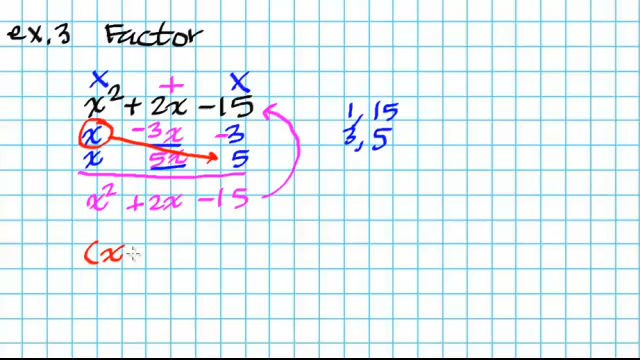 ex.3 Factor
x + x
x² + 2x - 15
x -3x -3
x 5x 5
x² + 2x - 15
1, 15
3, 5
(x +